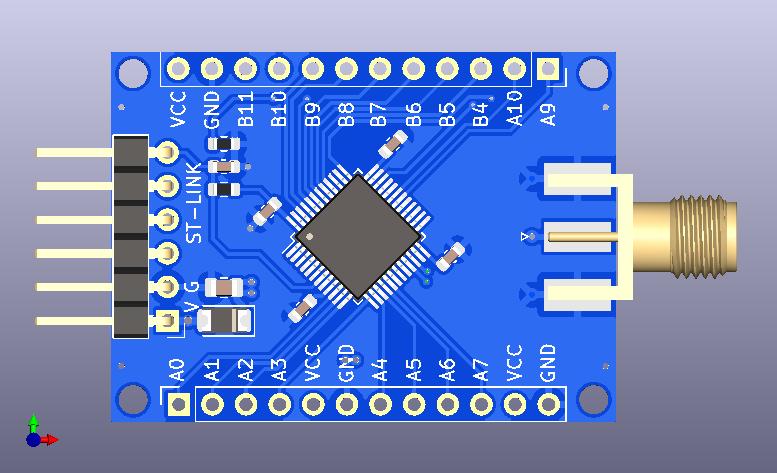 VCC GND B11 B10 B9 B8 B7 B6 B5 B4 A10 A9
ST-LINK
V G
A0 A1 A2 A3 VCC GND A4 A5 A6 A7 VCC GND